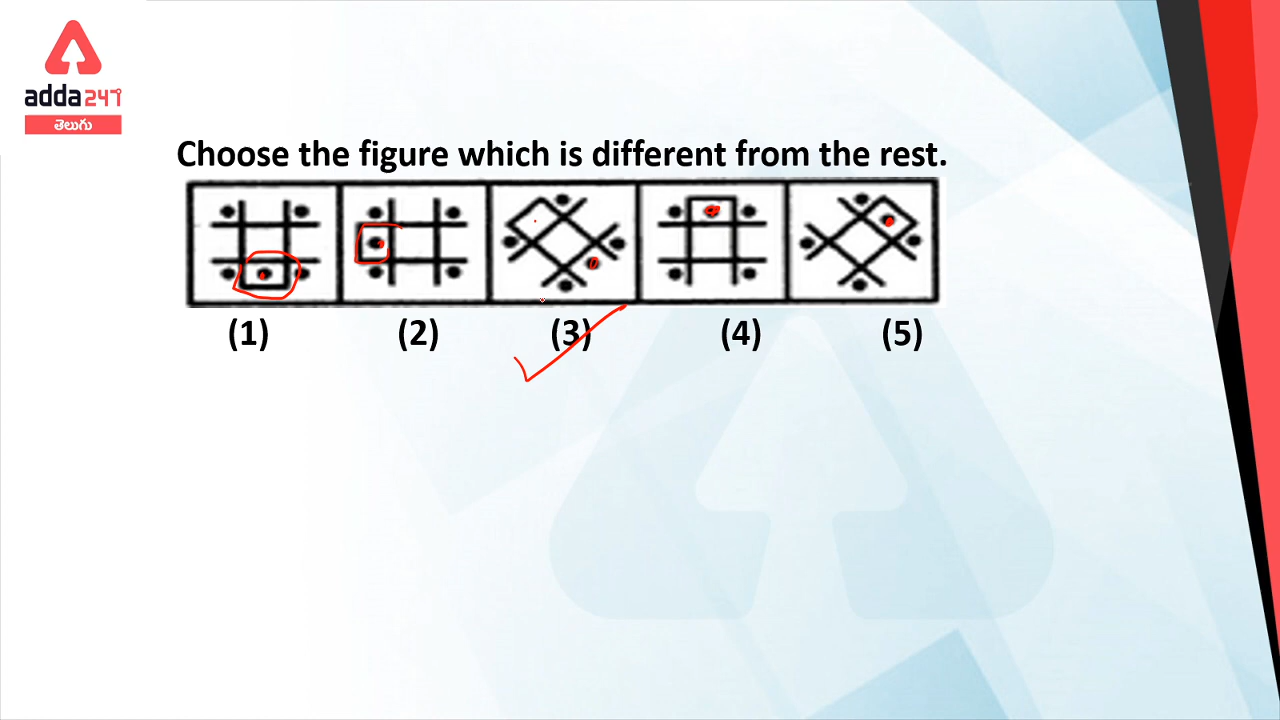 adda247
తెలుగు
Choose the figure which is different from the rest.
(1) (2) (3) (4) (5)